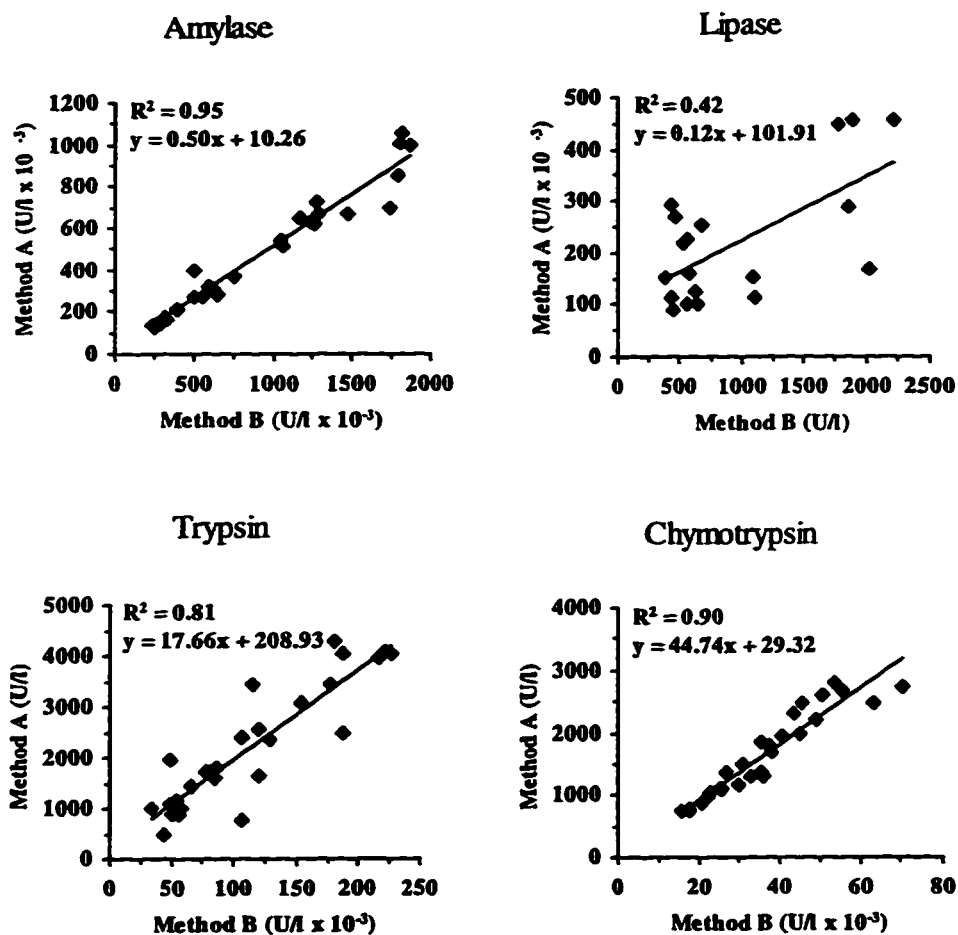 Amylase
Method A (U/l x 10⁻³)
1200
1000
800
600
400
200
0
R² = 0.95
y = 0.50x + 10.26
0 500 1000 1500 2000
Method B (U/l x 10⁻³)
Lipase
Method A (U/l x 10⁻³)
500
400
300
200
100
0
R² = 0.42
y = 0.12x + 101.91
0 500 1000 1500 2000 2500
Method B (U/l)
Trypsin
Method A (U/l)
5000
4000
3000
2000
1000
0
R² = 0.81
y = 17.66x + 208.93
0 50 100 150 200 250
Method B (U/l x 10⁻³)
Chymotrypsin
Method A (U/l)
4000
3000
2000
1000
0
R² = 0.90
y = 44.74x + 29.32
0 20 40 60 80
Method B (U/l x 10⁻³)